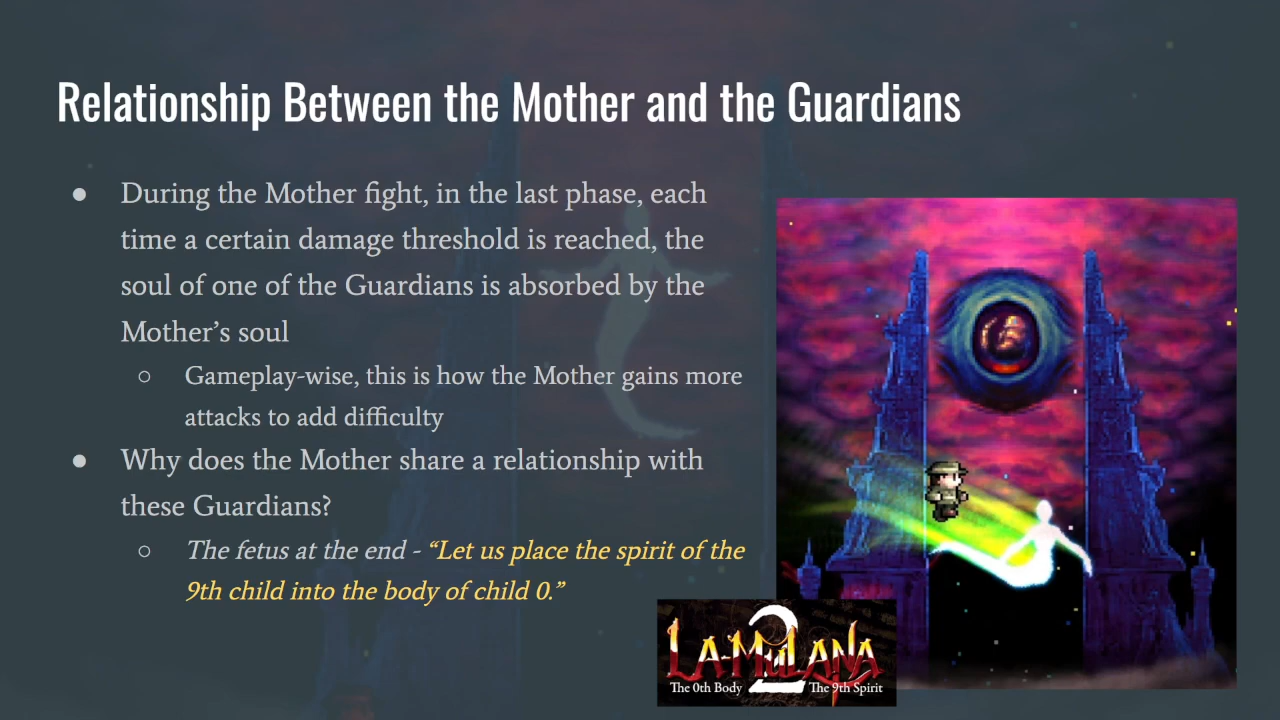 Relationship Between the Mother and the Guardians
● During the Mother fight, in the last phase, each
time a certain damage threshold is reached, the
soul of one of the Guardians is absorbed by the
Mother’s soul
○ Gameplay-wise, this is how the Mother gains more
attacks to add difficulty
● Why does the Mother share a relationship with
these Guardians?
○ The fetus at the end - “Let us place the spirit of the
9th child into the body of child 0.”
LA-MULANA
2
The 0th Body The 9th Spirit